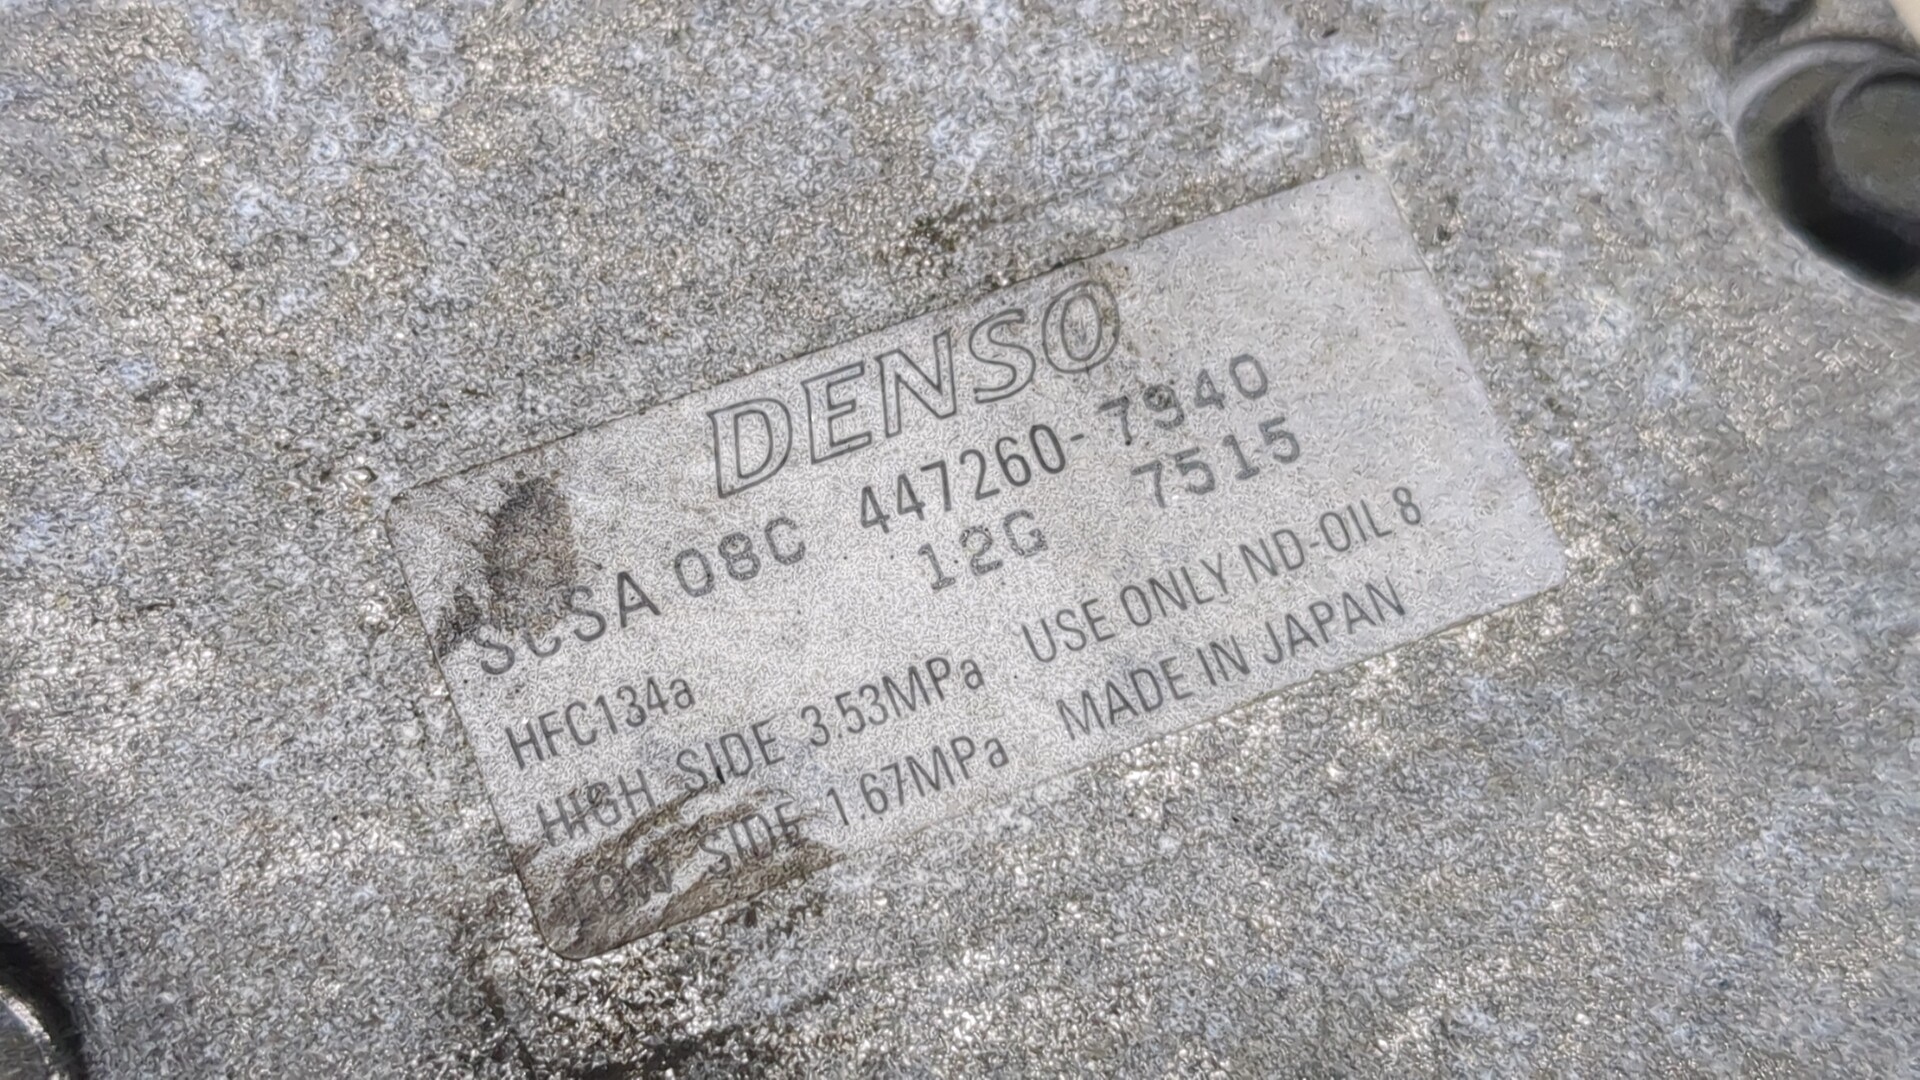 DENSO
SCSA 08C 447260-7940
12G 7515
HFC134a USE ONLY ND-OIL 8
HIGH SIDE 3.53MPa MADE IN JAPAN
LOW SIDE 1.67MPa